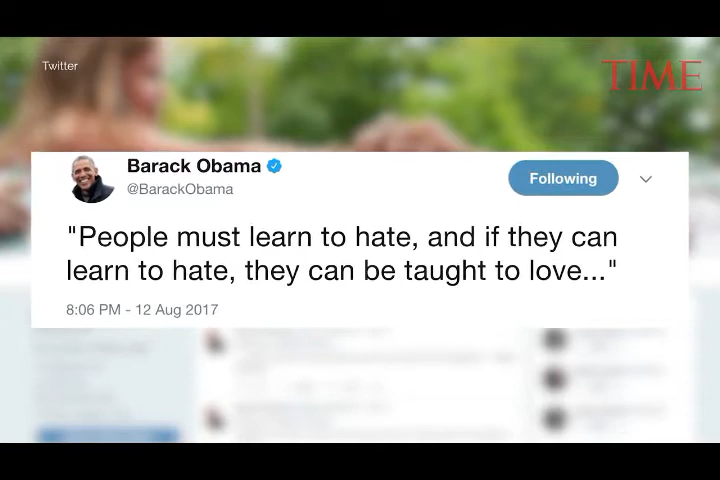 Twitter
TIME
Barack Obama
@BarackObama
Following
"People must learn to hate, and if they can
learn to hate, they can be taught to love..."
8:06 PM - 12 Aug 2017